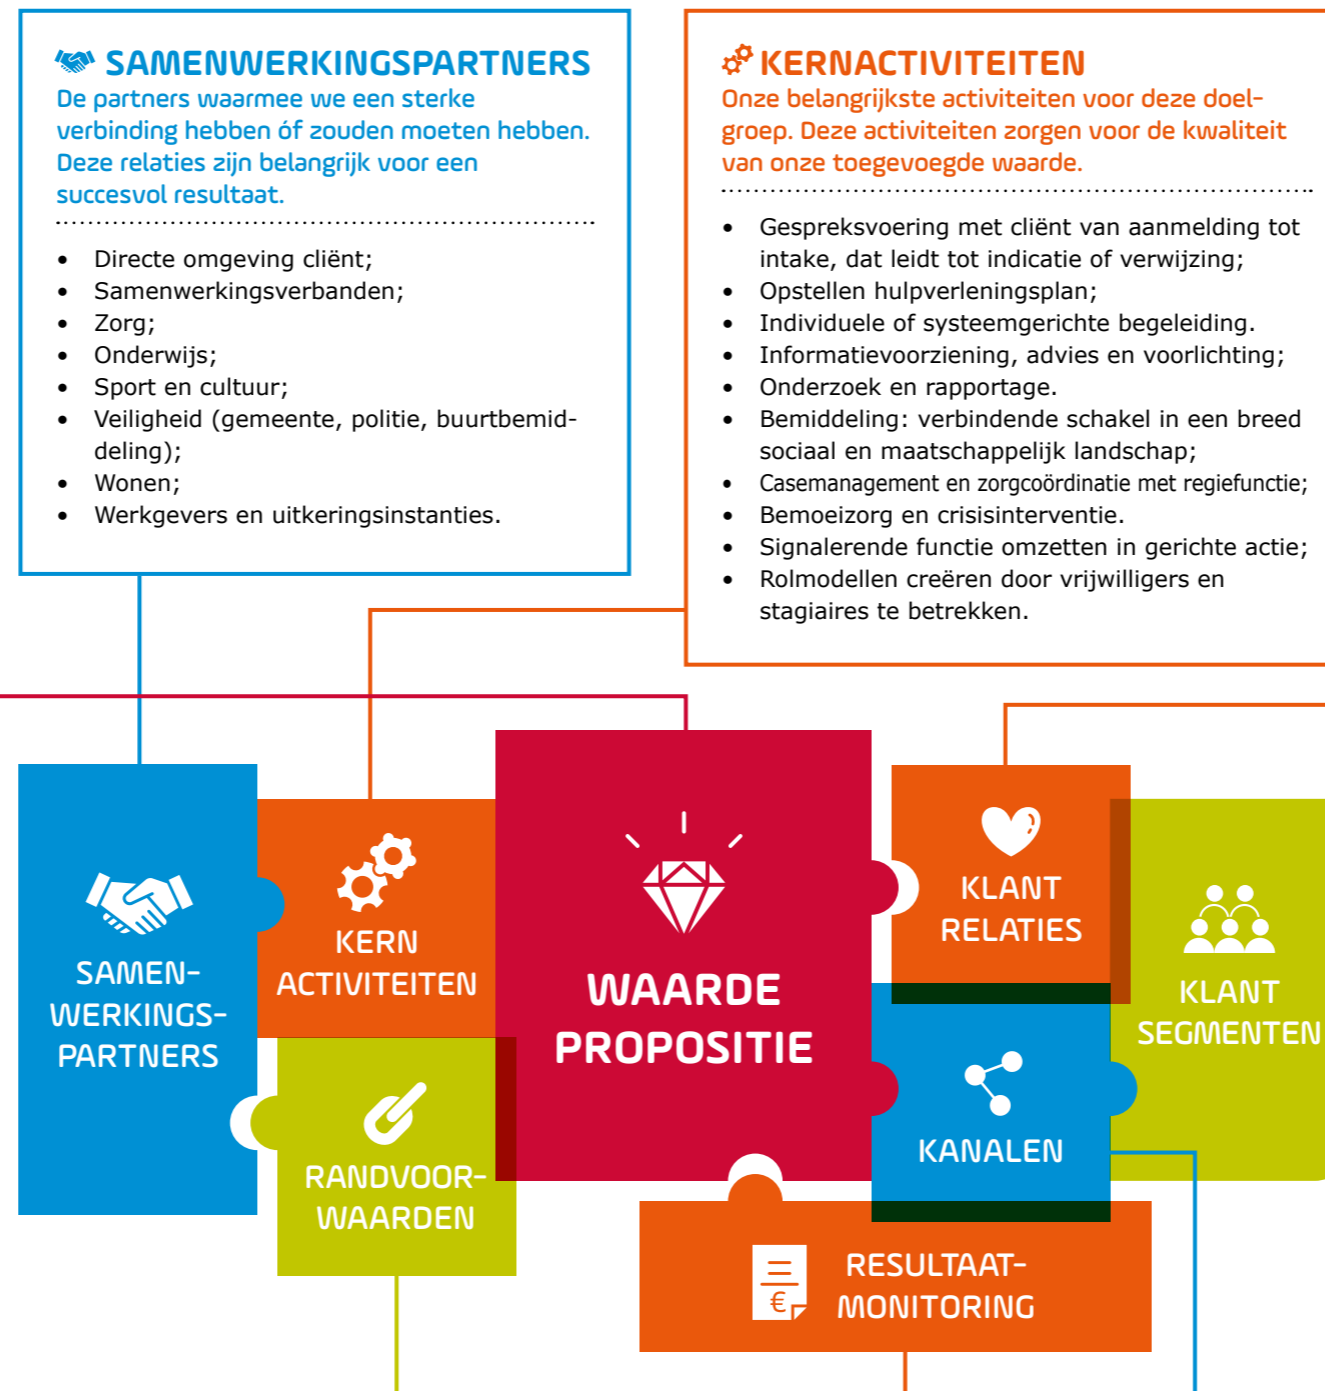 SAMENWERKINGSPARTNERS
De partners waarmee we een sterke
verbinding hebben óf zouden moeten hebben.
Deze relaties zijn belangrijk voor een
succesvol resultaat.
• Directe omgeving cliënt;
• Samenwerkingsverbanden;
• Zorg;
• Onderwijs;
• Sport en cultuur;
• Veiligheid (gemeente, politie, buurtbemid-
deling);
• Wonen;
• Werkgevers en uitkeringsinstanties.
KERNACTIVITEITEN
Onze belangrijkste activiteiten voor deze doel-
groep. Deze activiteiten zorgen voor de kwaliteit
van onze toegevoegde waarde.
• Gespreksvoering met cliënt van aanmelding tot
intake, dat leidt tot indicatie of verwijzing;
• Opstellen hulpverleningsplan;
• Individuele of systeemgerichte begeleiding.
• Informatievoorziening, advies en voorlichting;
• Onderzoek en rapportage.
• Bemiddeling: verbindende schakel in een breed
sociaal en maatschappelijk landschap;
• Casemanagement en zorgcoördinatie met regiefunctie;
• Bemoeizorg en crisisinterventie.
• Signalerende functie omzetten in gerichte actie;
• Rolmodellen creëren door vrijwilligers en
stagiaires te betrekken.
SAMEN-
WERKINGS-
PARTNERS
KERN
ACTIVITEITEN
RANDVOOR-
WAARDEN
WAARDE
PROPOSITIE
KLANT
RELATIES
KANALEN
KLANT
SEGMENTEN
€
RESULTAAT-
MONITORING